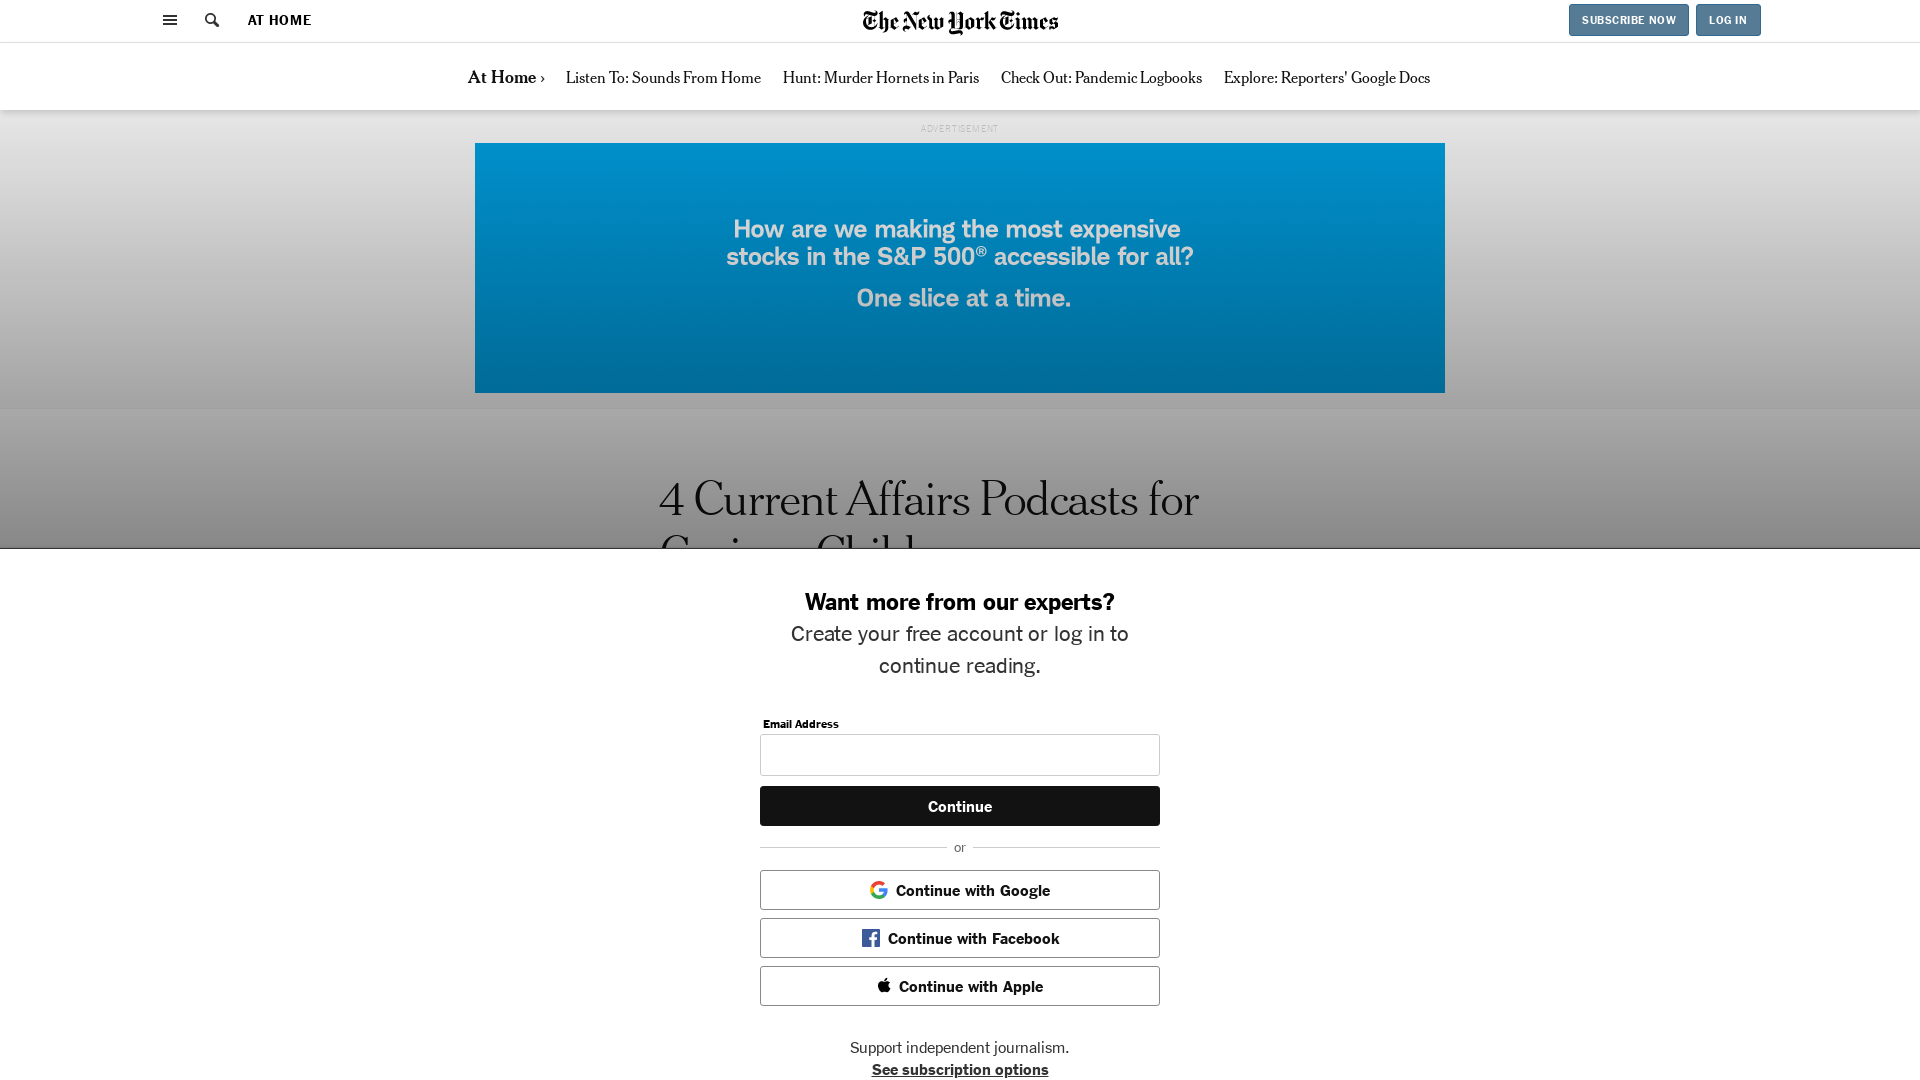 AT HOME
The New York Times
SUBSCRIBE NOW
LOG IN
At Home ›
Listen To: Sounds From Home
Hunt: Murder Hornets in Paris
Check Out: Pandemic Logbooks
Explore: Reporters' Google Docs
ADVERTISEMENT
How are we making the most expensive
stocks in the S&P 500® accessible for all?
One slice at a time.
4 Current Affairs Podcasts for
Want more from our experts?
Create your free account or log in to
continue reading.
Email Address
Continue
or
Continue with Google
Continue with Facebook
Continue with Apple
Support independent journalism.
See subscription options